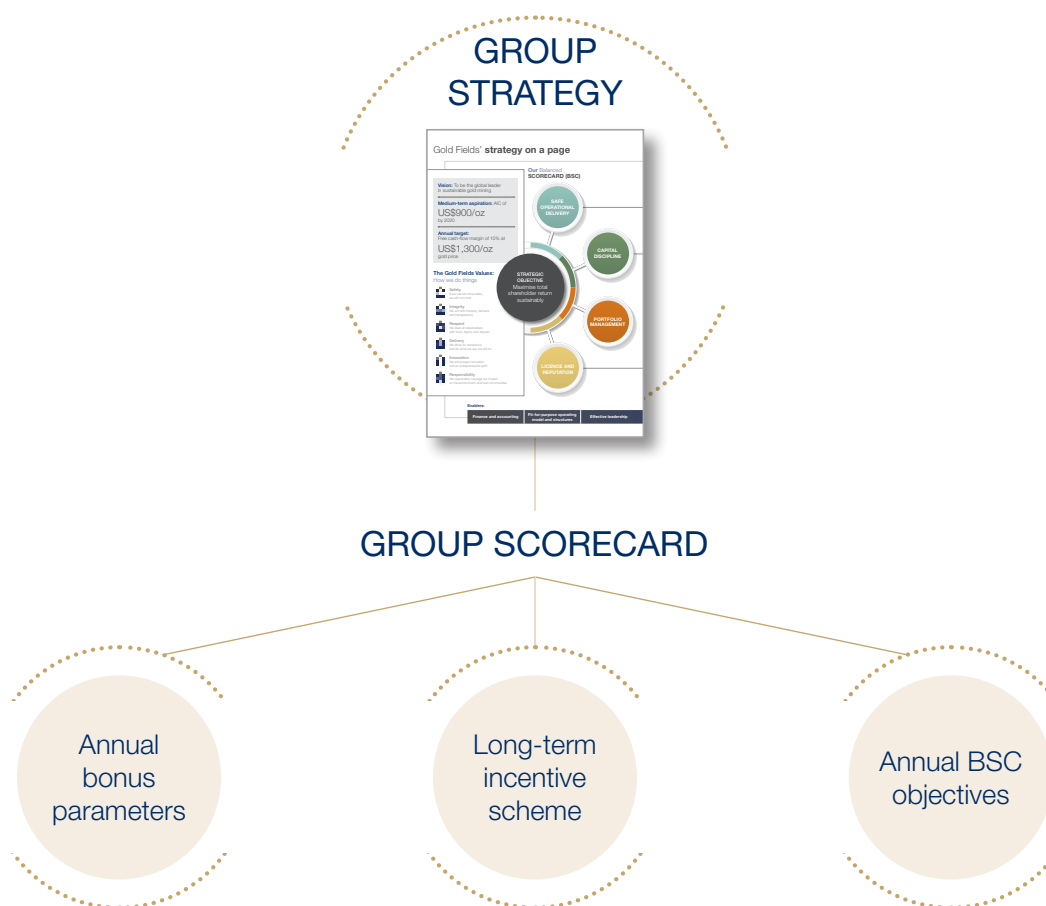 GROUP
STRATEGY
Gold Fields' strategy on a page
Vision: To be the global leader
in sustainable gold mining
Medium-term aspiration: AIC of
US$900/oz
by 2020
Annual target:
Free cash-flow margin of 15% at
US$1,300/oz
gold price
The Gold Fields Values:
How we do things
Safety
Integrity
Respect
Delivery
Innovation
Responsibility
Our Balanced
SCORECARD (BSC)
SAFE
OPERATIONAL
DELIVERY
CAPITAL
DISCIPLINE
STRATEGIC
OBJECTIVE
Maximise total
shareholder return
sustainably
PORTFOLIO
MANAGEMENT
LICENCE AND
REPUTATION
Enablers
Finance and accounting
Fit-for-purpose operating
model and structures
Effective leadership
GROUP SCORECARD
Annual
bonus
parameters
Long-term
incentive
scheme
Annual BSC
objectives